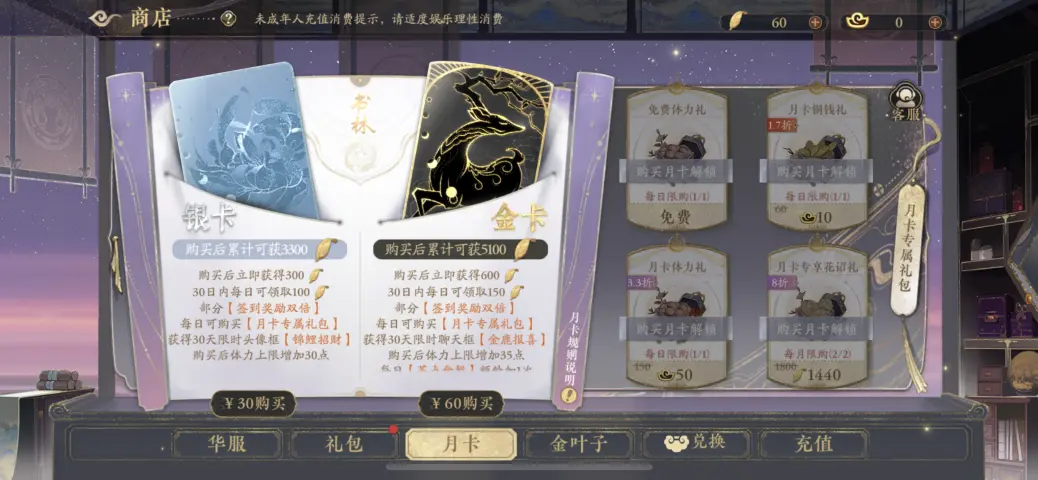 商店
未成年人充值消费提示，请适度娱乐理性消费
60
0
书林
银卡
购买后累计可获3300
购买后立即获得300
30日内每日可领取100
部分【签到奖励双倍】
每日可购买【月卡专属礼包】
获得30天限时头像框【锦鲤招财】
购买后体力上限增加30点
￥30购买
金卡
购买后累计可获5100
购买后立即获得600
30日内每日可领取150
部分【签到奖励双倍】
每日可购买【月卡专属礼包】
获得30天限时聊天框【金鹿报喜】
购买后体力上限增加35点
￥60购买
月卡规则说明
免费体力礼
购买月卡解锁
每日限购(1/1)
免费
月卡铜钱礼
1.7折
购买月卡解锁
每日限购(1/1)
60
10
月卡体力礼
3.3折
购买月卡解锁
每日限购(1/1)
150
50
月卡专享花诏礼
8折
购买月卡解锁
每月限购(2/2)
1800
1440
客服
月卡专属礼包
华服
礼包
月卡
金叶子
兑换
充值